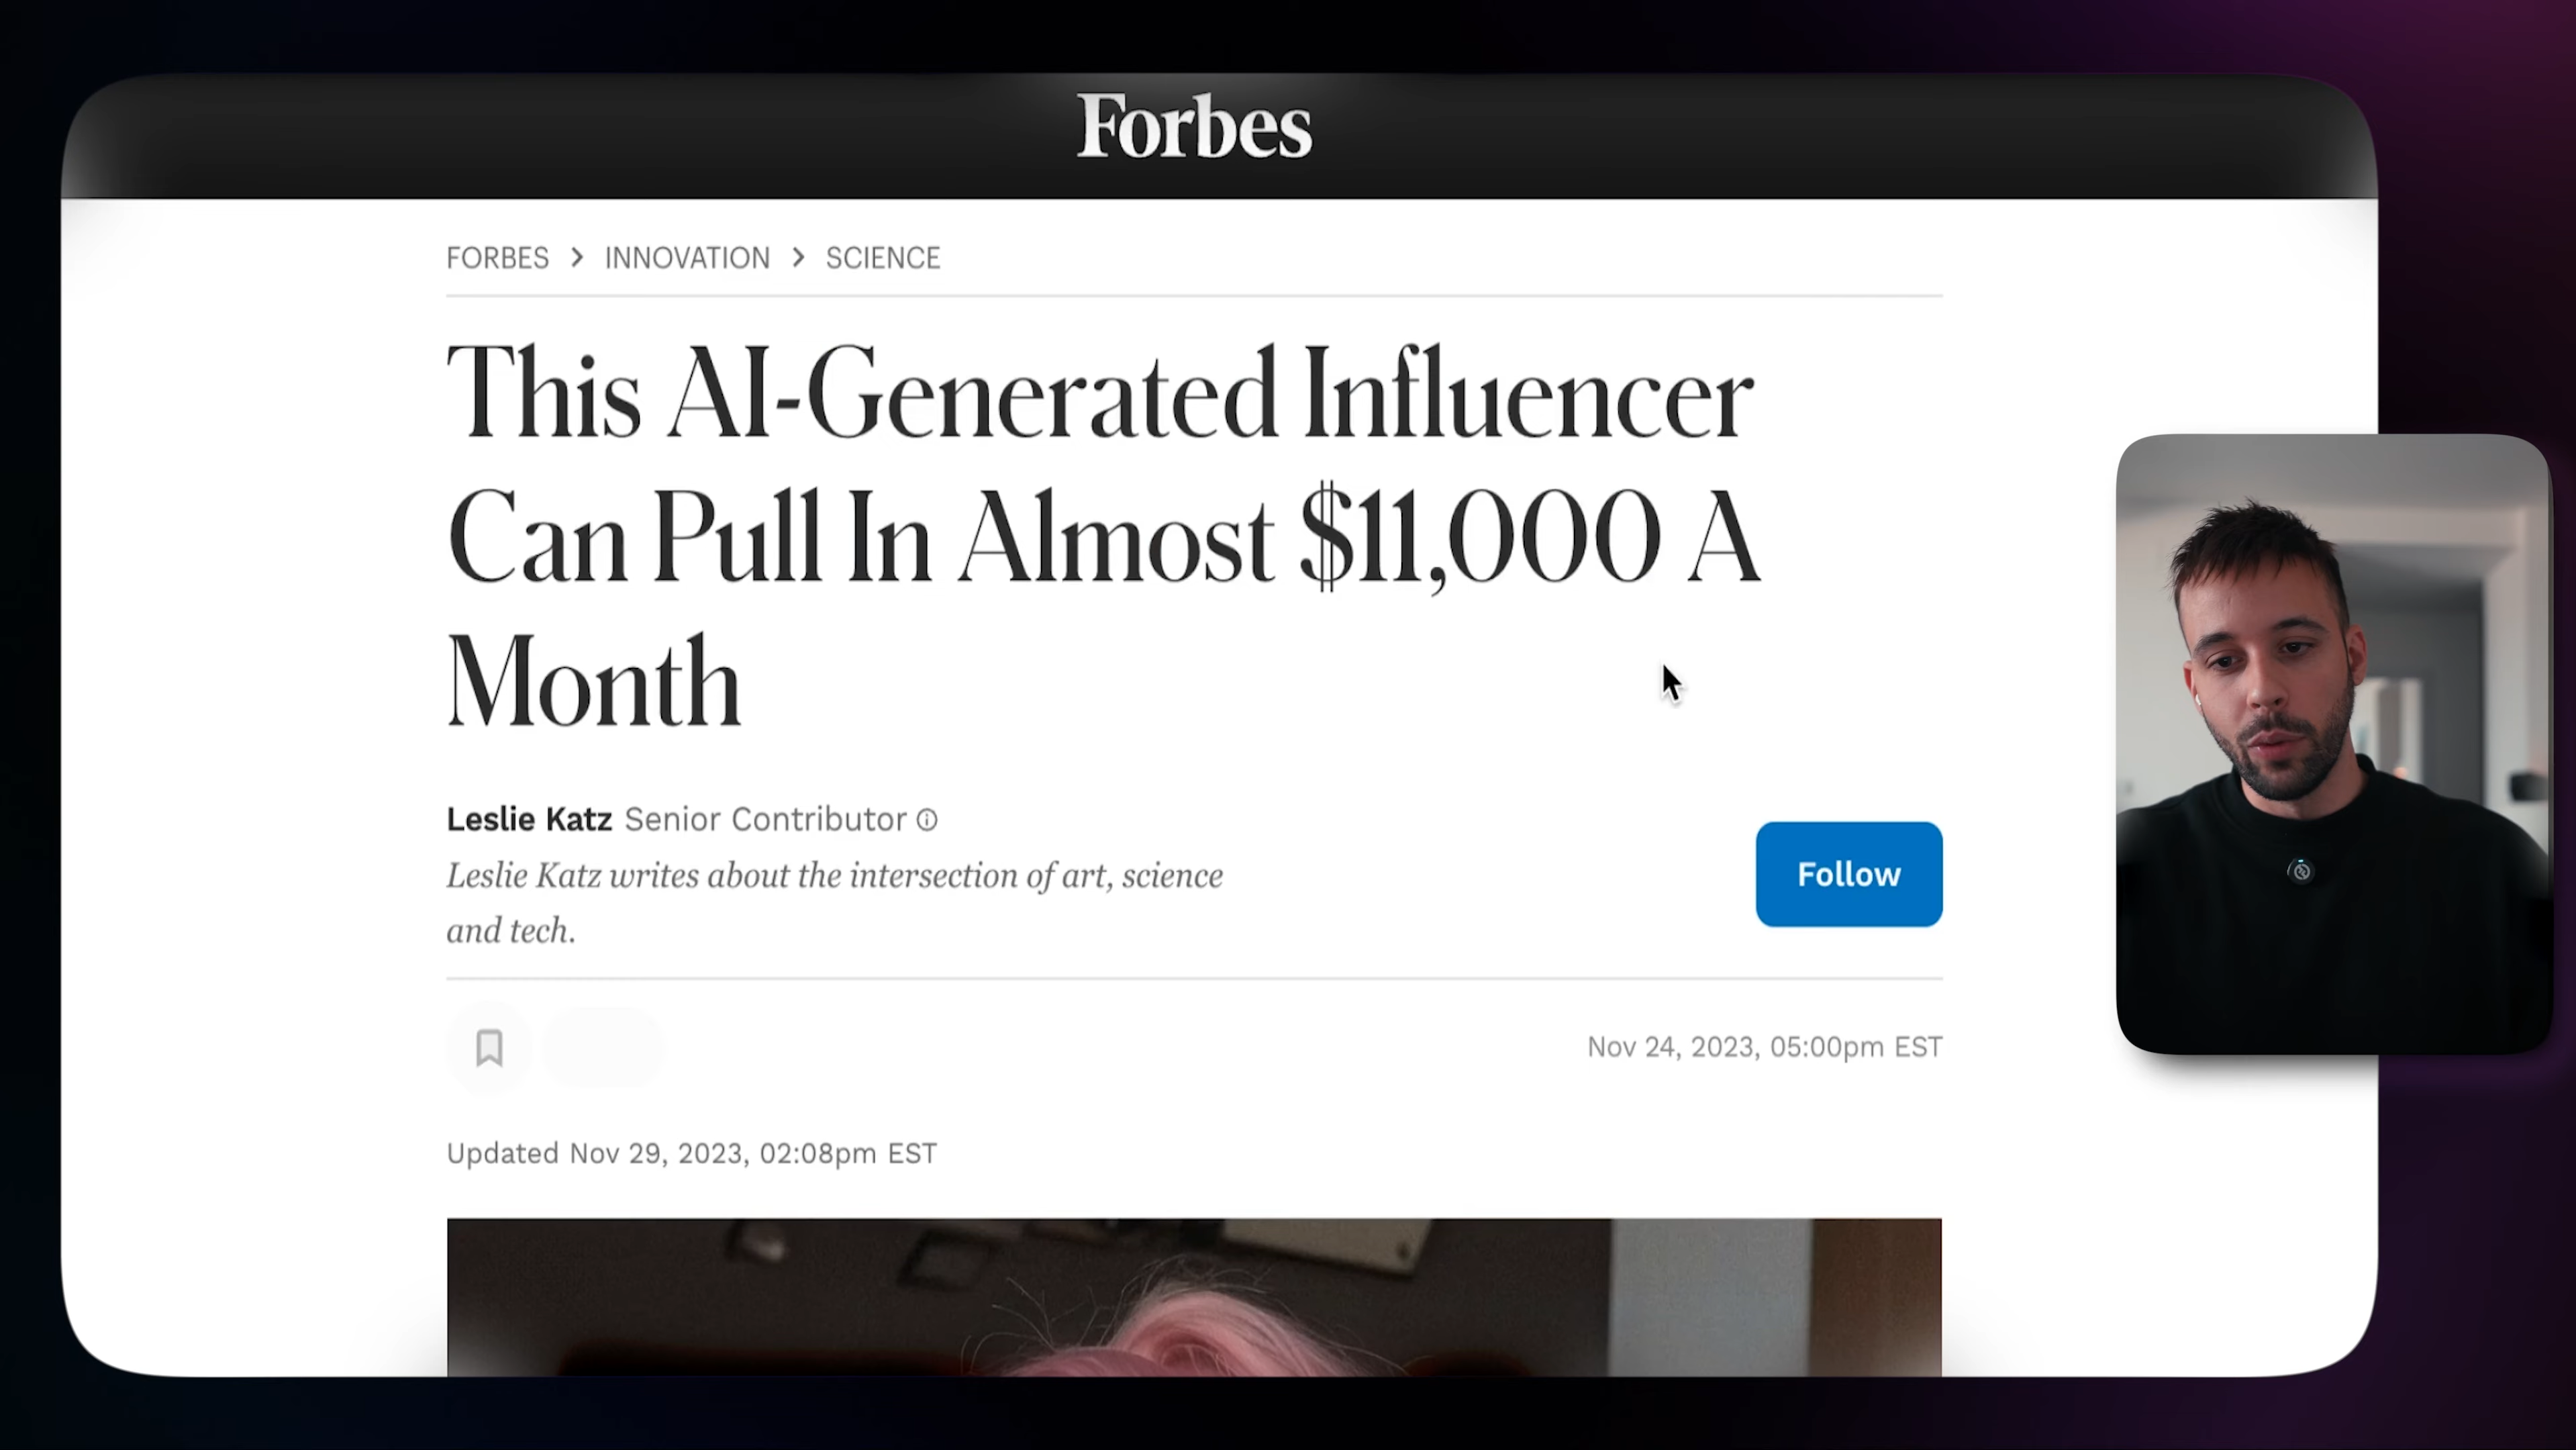 Forbes
FORBES > INNOVATION > SCIENCE
This AI-Generated Influencer
Can Pull In Almost $11,000 A
Month
Leslie Katz Senior Contributor
Leslie Katz writes about the intersection of art, science
and tech.
Follow
Nov 24, 2023, 05:00pm EST
Updated Nov 29, 2023, 02:08pm EST